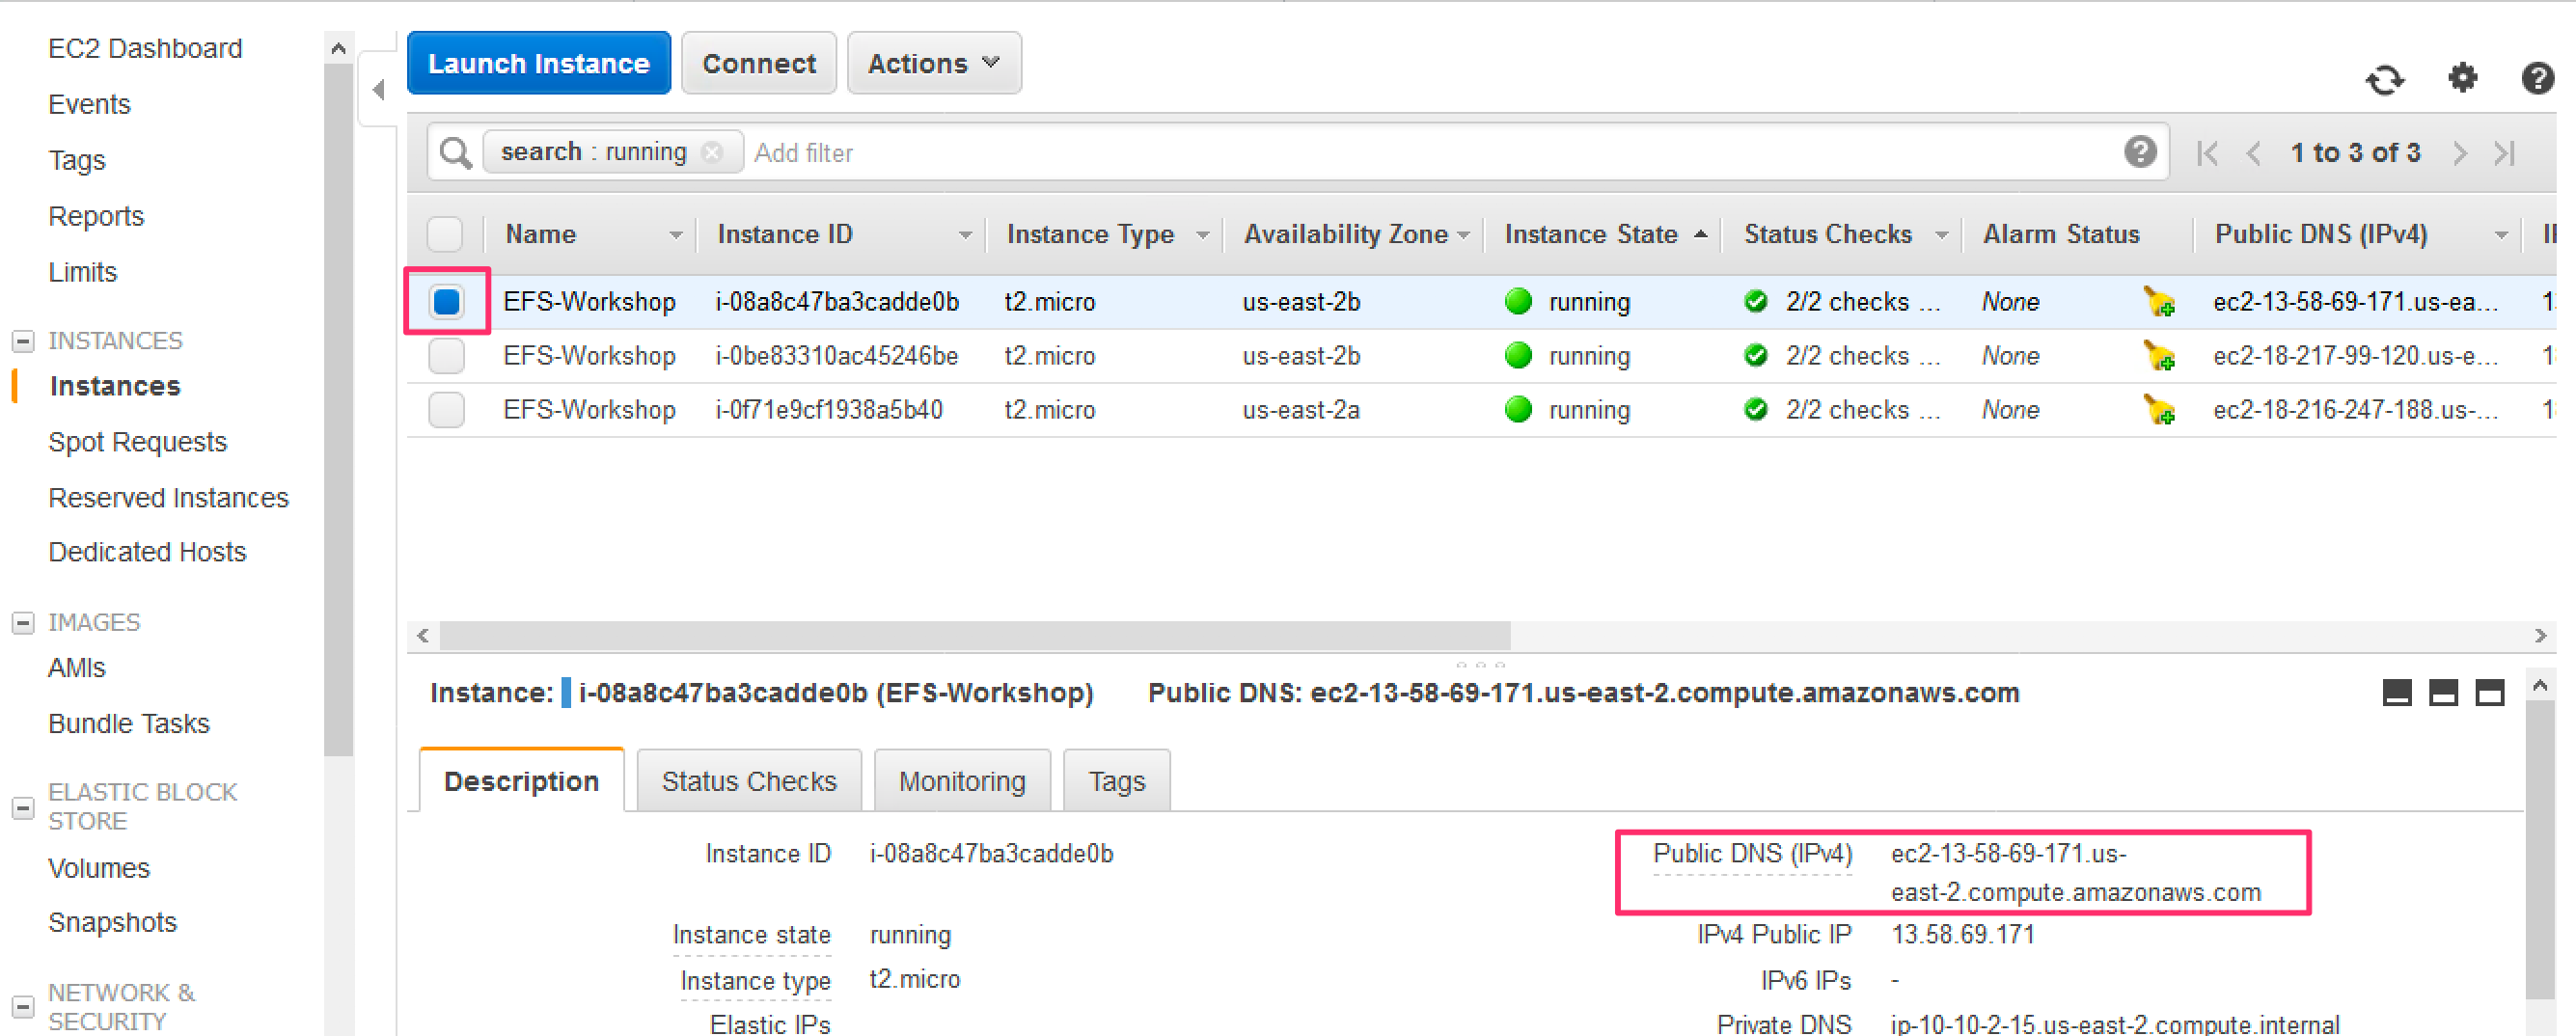 EC2 Dashboard
Events
Tags
Reports
Limits
INSTANCES
Instances
Spot Requests
Reserved Instances
Dedicated Hosts
IMAGES
AMIs
Bundle Tasks
ELASTIC BLOCK
STORE
Volumes
Snapshots
NETWORK &
SECURITY
Launch Instance Connect Actions
search : running Add filter 1 to 3 of 3
Name Instance ID Instance Type Availability Zone Instance State Status Checks Alarm Status Public DNS (IPv4)
EFS-Workshop i-08a8c47ba3cadde0b t2.micro us-east-2b running 2/2 checks ... None ec2-13-58-69-171.us-ea...
EFS-Workshop i-0be83310ac45246be t2.micro us-east-2b running 2/2 checks ... None ec2-18-217-99-120.us-e...
EFS-Workshop i-0f71e9cf1938a5b40 t2.micro us-east-2a running 2/2 checks ... None ec2-18-216-247-188.us-...
Instance: i-08a8c47ba3cadde0b (EFS-Workshop) Public DNS: ec2-13-58-69-171.us-east-2.compute.amazonaws.com
Description Status Checks Monitoring Tags
Instance ID i-08a8c47ba3cadde0b
Instance state running
Instance type t2.micro
Elastic IPs
Public DNS (IPv4) ec2-13-58-69-171.us-
east-2.compute.amazonaws.com
IPv4 Public IP 13.58.69.171
IPv6 IPs -
Private DNS ip-10-10-2-15.us-east-2.compute.internal